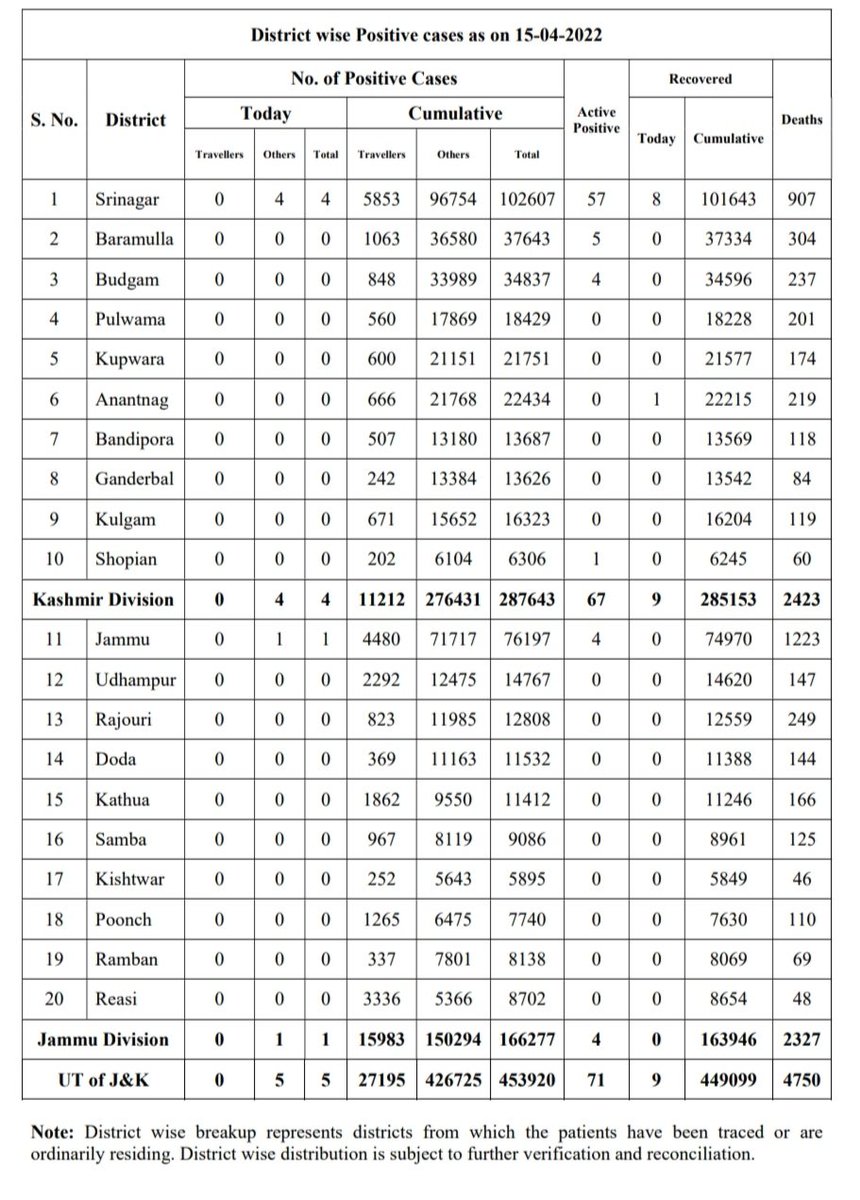 District wise Positive cases as on 15-04-2022
S. No. District No. of Positive Cases Active Positive Recovered Deaths
Today Cumulative Today Cumulative
Travellers Others Total Travellers Others Total
1 Srinagar 0 4 4 5853 96754 102607 57 8 101643 907
2 Baramulla 0 0 0 1063 36580 37643 5 0 37334 304
3 Budgam 0 0 0 848 33989 34837 4 0 34596 237
4 Pulwama 0 0 0 560 17869 18429 0 0 18228 201
5 Kupwara 0 0 0 600 21151 21751 0 0 21577 174
6 Anantnag 0 0 0 666 21768 22434 0 1 22215 219
7 Bandipora 0 0 0 507 13180 13687 0 0 13569 118
8 Ganderbal 0 0 0 242 13384 13626 0 0 13542 84
9 Kulgam 0 0 0 671 15652 16323 0 0 16204 119
10 Shopian 0 0 0 202 6104 6306 1 0 6245 60
Kashmir Division 0 4 4 11212 276431 287643 67 9 285153 2423
11 Jammu 0 1 1 4480 71717 76197 4 0 74970 1223
12 Udhampur 0 0 0 2292 12475 14767 0 0 14620 147
13 Rajouri 0 0 0 823 11985 12808 0 0 12559 249
14 Doda 0 0 0 369 11163 11532 0 0 11388 144
15 Kathua 0 0 0 1862 9550 11412 0 0 11246 166
16 Samba 0 0 0 967 8119 9086 0 0 8961 125
17 Kishtwar 0 0 0 252 5643 5895 0 0 5849 46
18 Poonch 0 0 0 1265 6475 7740 0 0 7630 110
19 Ramban 0 0 0 337 7801 8138 0 0 8069 69
20 Reasi 0 0 0 3336 5366 8702 0 0 8654 48
Jammu Division 0 1 1 15983 150294 166277 4 0 163946 2327
UT of J&K 0 5 5 27195 426725 453920 71 9 449099 4750
Note: District wise breakup represents districts from which the patients have been traced or are
ordinarily residing. District wise distribution is subject to further verification and reconciliation.